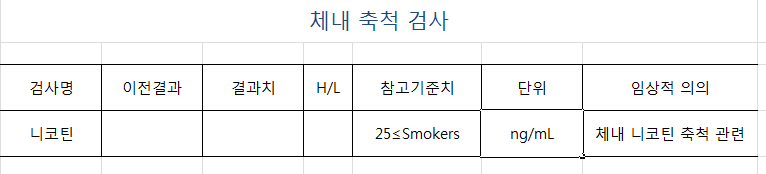 체내 축척 검사
검사명 이전결과 결과치 H/L 참고기준치 단위 임상적 의의
니코틴 25≤Smokers ng/mL 체내 니코틴 축척 관련